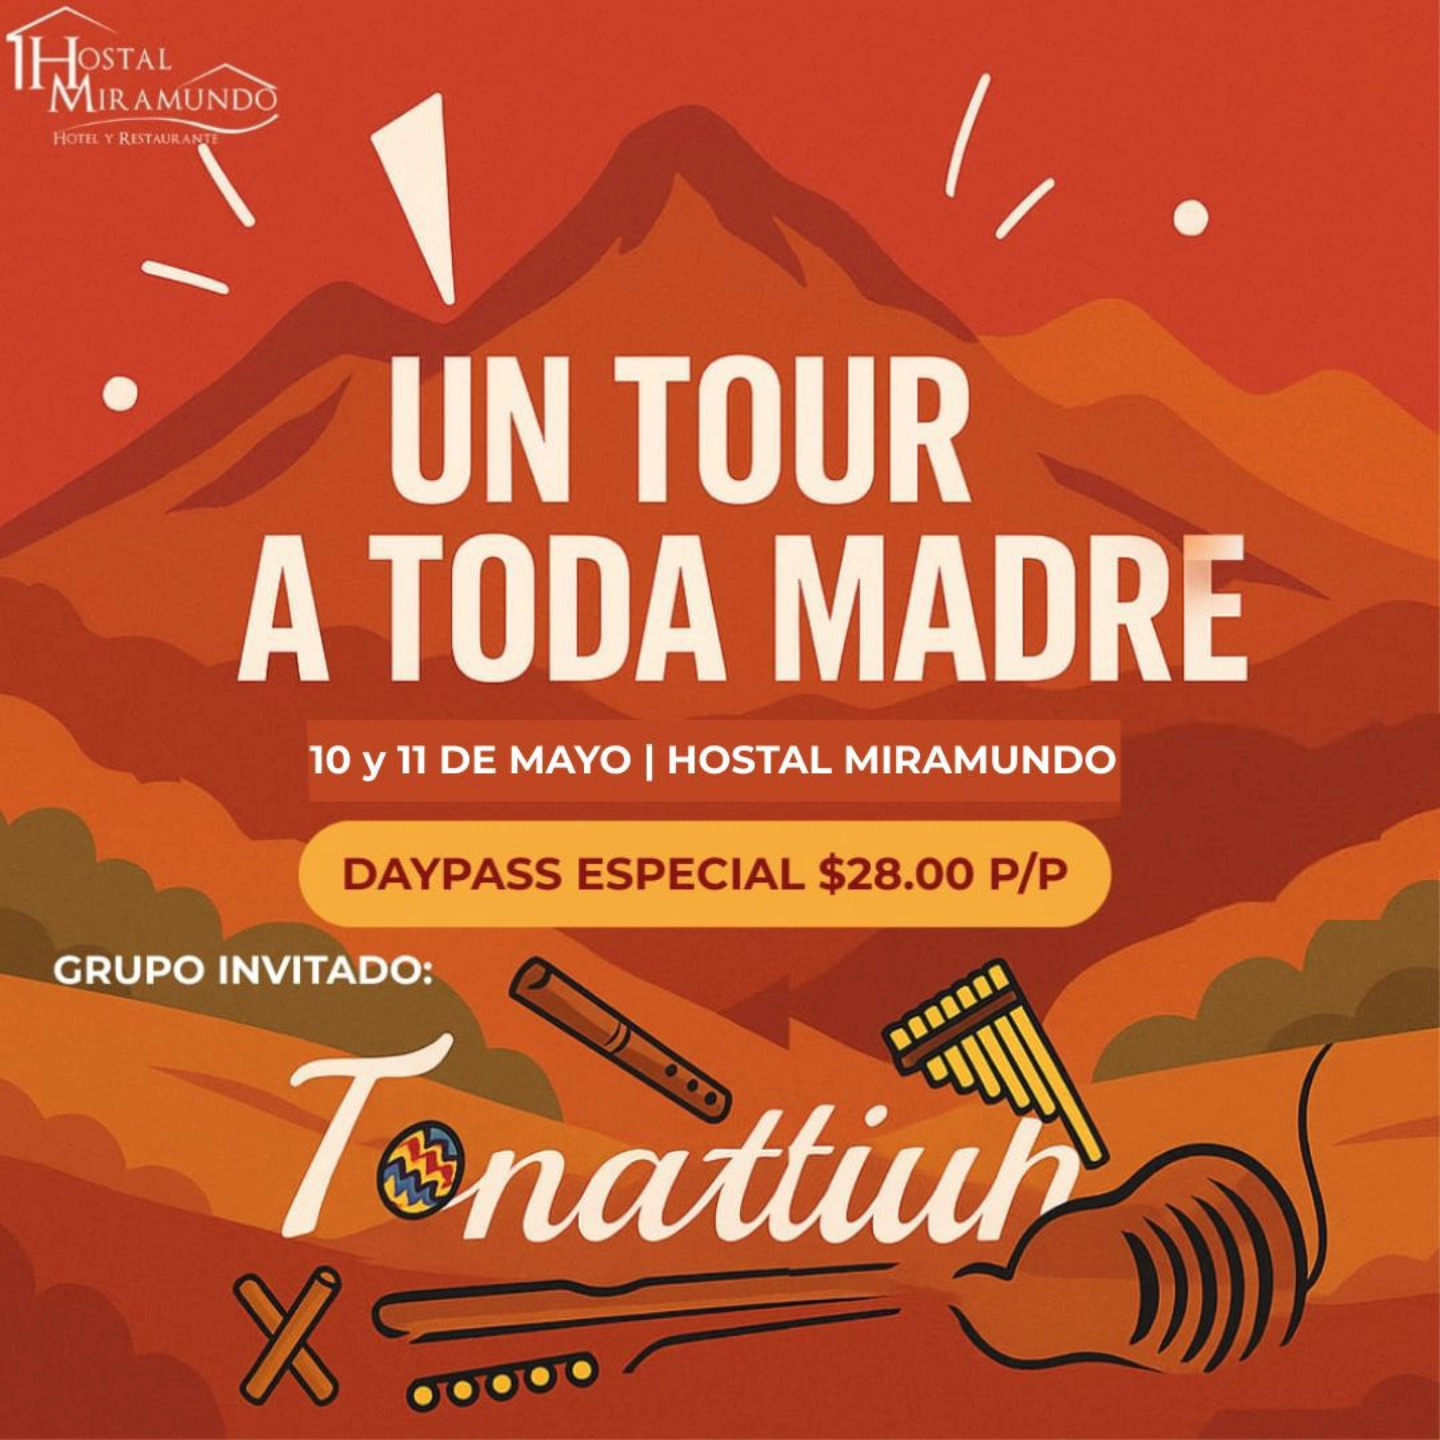 HOSTAL
MIRAMUNDO
HOTEL Y RESTAURANTE
UN TOUR
A TODA MADRE
10 y 11 DE MAYO | HOSTAL MIRAMUNDO
DAYPASS ESPECIAL $28.00 P/P
GRUPO INVITADO:
Tonattiuh